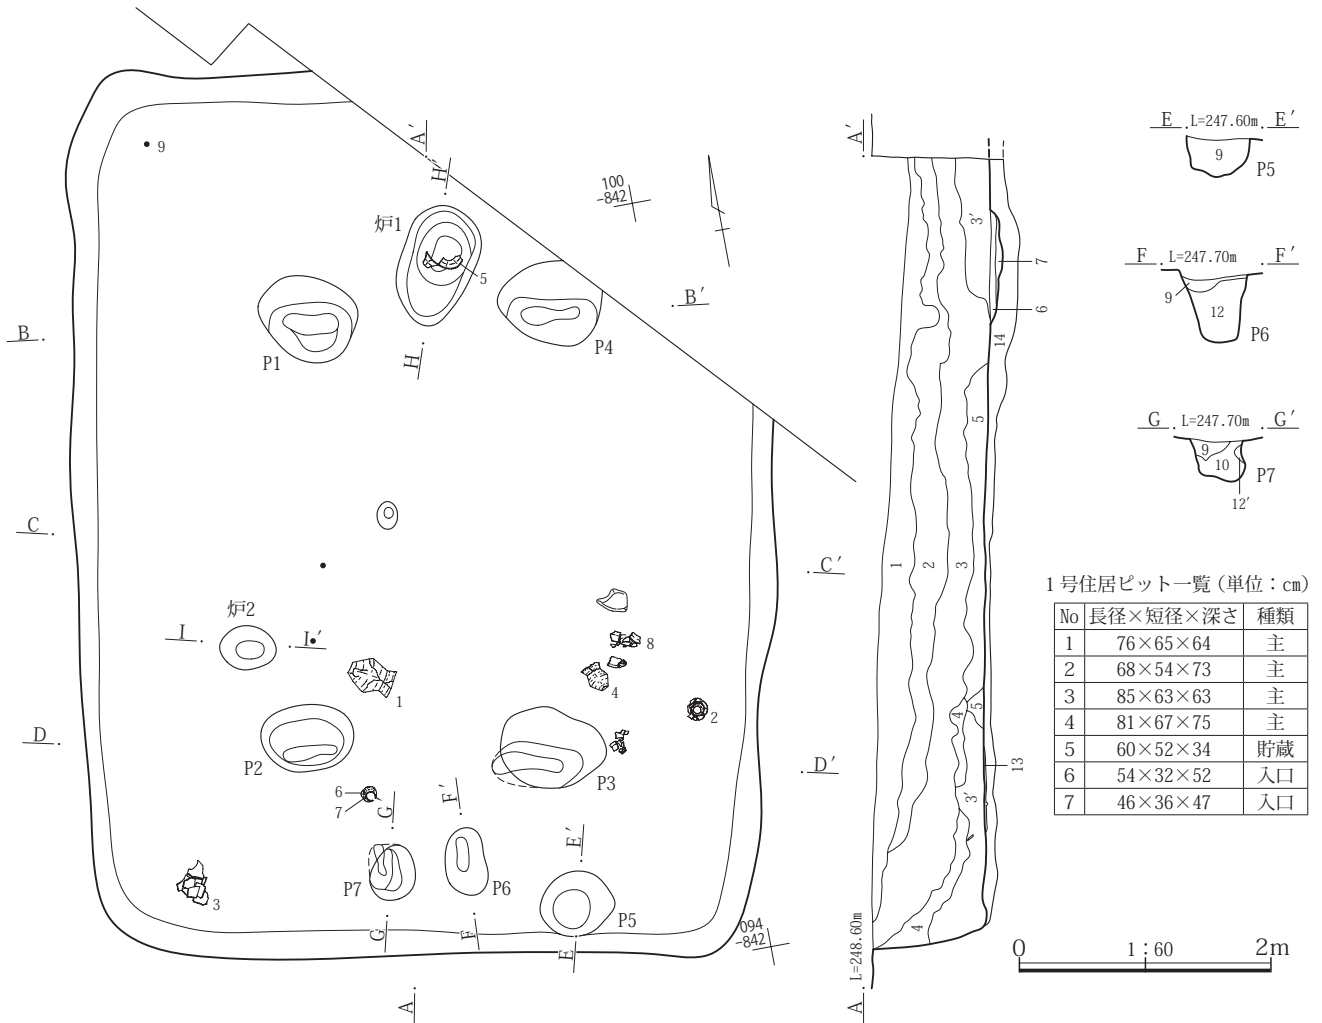 9
A′
H′
炉1
5
100
-842
B
B′
P1
P4
H
C
C′
炉2
I
I′
1
8
4
2
D
D′
P2
P3
6
7
G′
F′
E′
3
P7
P6
P5
G
F
E
094
-842
A
A′
3′
7
6
14
5
1
2
3
4
5
13
3′
4
L=248.60m
A
E
L=247.60m
E′
9
P5
F
L=247.70m
F′
9
12
P6
G
L=247.70m
G′
9
10
P7
12′
1号住居ピット一覧(単位:㎝)
No 長径×短径×深さ 種類
1 76×65×64 主
2 68×54×73 主
3 85×63×63 主
4 81×67×75 主
5 60×52×34 貯蔵
6 54×32×52 入口
7 46×36×47 入口
0 1:60 2m